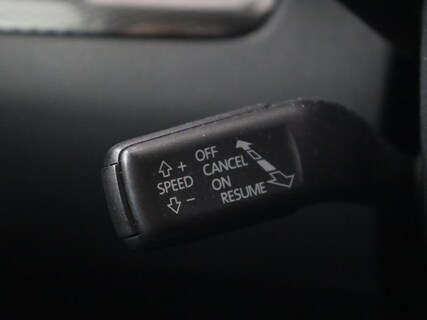 + OFF
SPEED CANCEL
ON
- RESUME